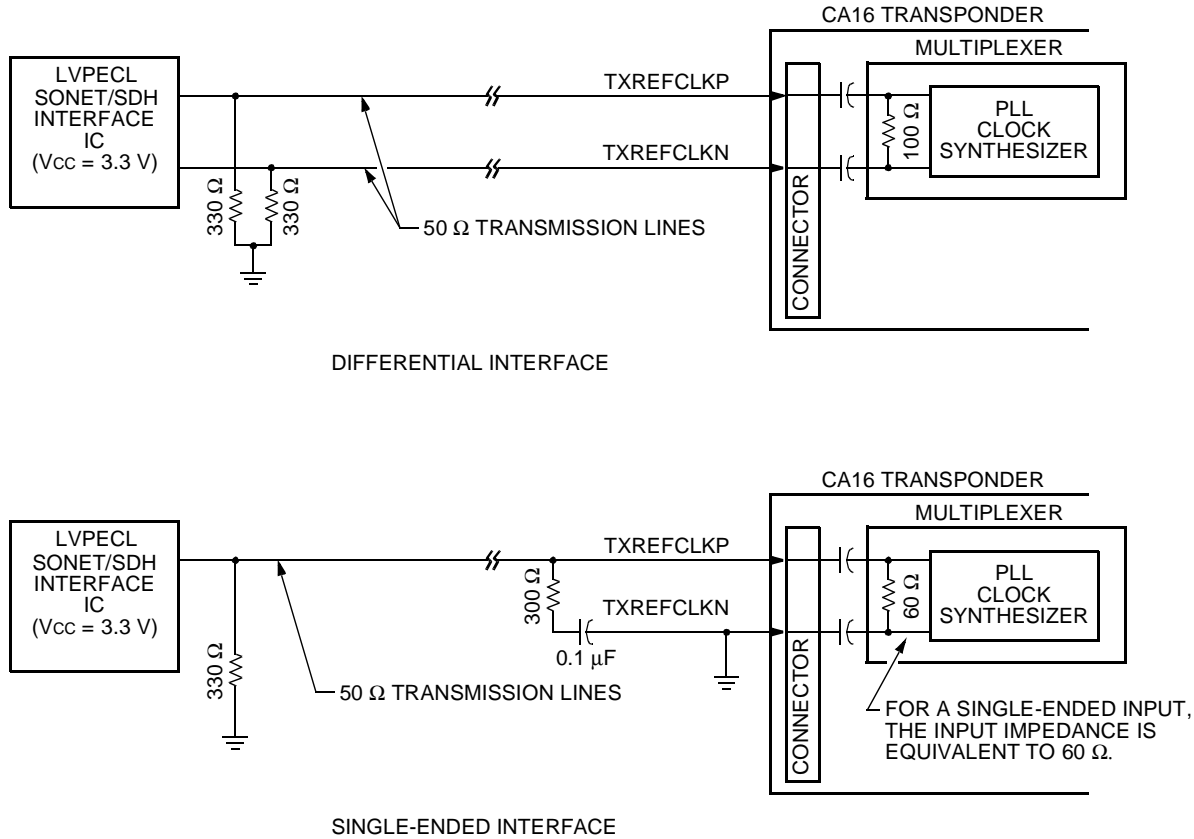 CA16 TRANSPONDER
MULTIPLEXER
LVPECL
SONET/SDH
INTERFACE
IC
(VCC = 3.3 V)
TXREFCLKP
TXREFCLKN
330 Ω
330 Ω
50 Ω TRANSMISSION LINES
CONNECTOR
100 Ω
PLL
CLOCK
SYNTHESIZER
DIFFERENTIAL INTERFACE
CA16 TRANSPONDER
MULTIPLEXER
LVPECL
SONET/SDH
INTERFACE
IC
(VCC = 3.3 V)
TXREFCLKP
300 Ω
TXREFCLKN
0.1 μF
330 Ω
50 Ω TRANSMISSION LINES
CONNECTOR
60 Ω
PLL
CLOCK
SYNTHESIZER
FOR A SINGLE-ENDED INPUT,
THE INPUT IMPEDANCE IS
EQUIVALENT TO 60 Ω.
SINGLE-ENDED INTERFACE